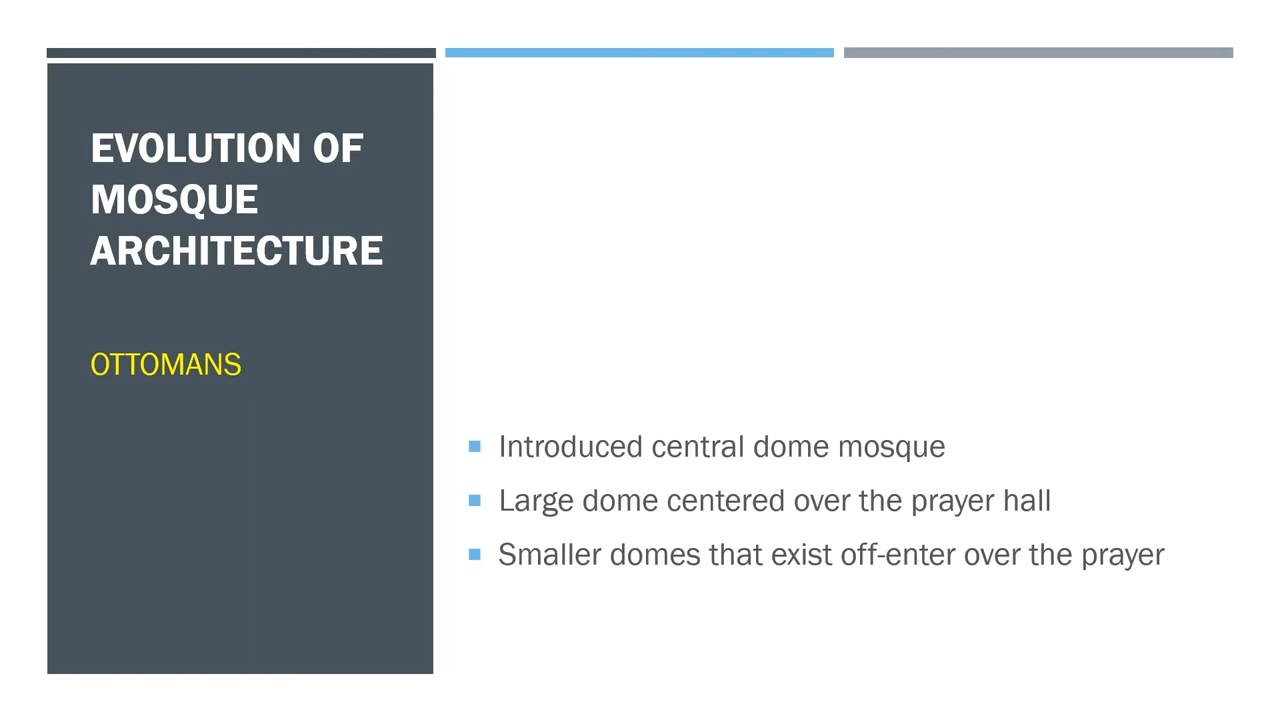 EVOLUTION OF
MOSQUE
ARCHITECTURE
OTTOMANS
Introduced central dome mosque
Large dome centered over the prayer hall
Smaller domes that exist off-enter over the prayer